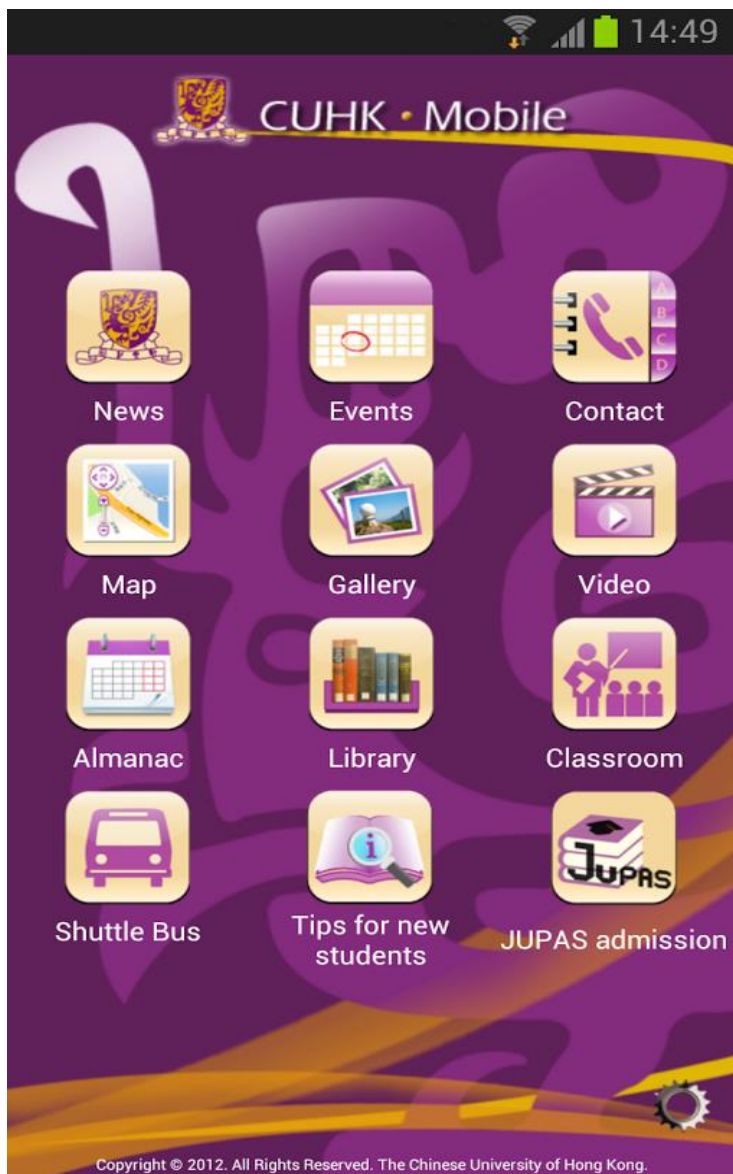 14:49
CUHK • Mobile
A
B
C
D
News
Events
Contact
Map
Gallery
Video
Almanac
Library
Classroom
i
JUPAS
Shuttle Bus
Tips for new
students
JUPAS admission
Copyright © 2012. All Rights Reserved. The Chinese University of Hong Kong.